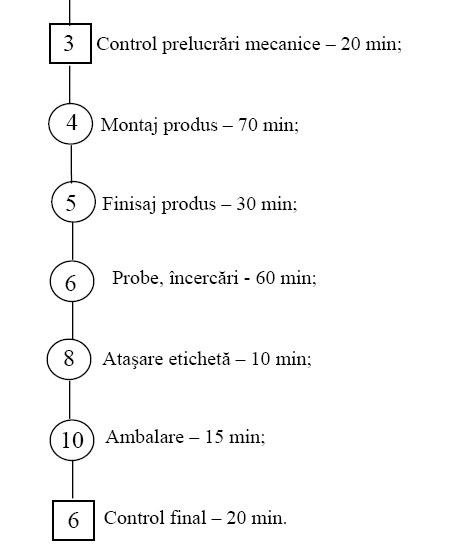 3 Control prelucrări mecanice – 20 min;
4 Montaj produs – 70 min;
5 Finisaj produs – 30 min;
6 Probe, încercări - 60 min;
8 Ataşare etichetă – 10 min;
10 Ambalare – 15 min;
6 Control final – 20 min.